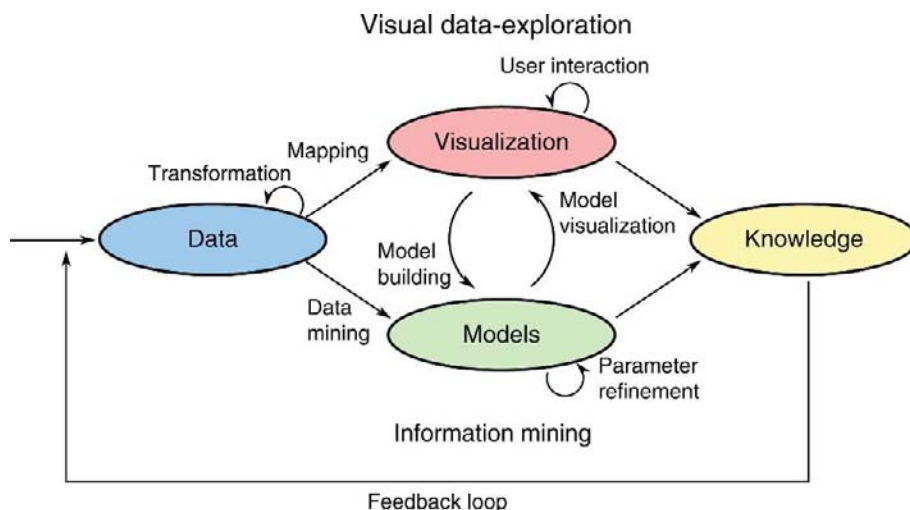 Visual data-exploration
User interaction
Visualization
Mapping
Transformation
Model
visualization
Data
Knowledge
Model
building
Data
mining
Models
Parameter
refinement
Information mining
Feedback loop